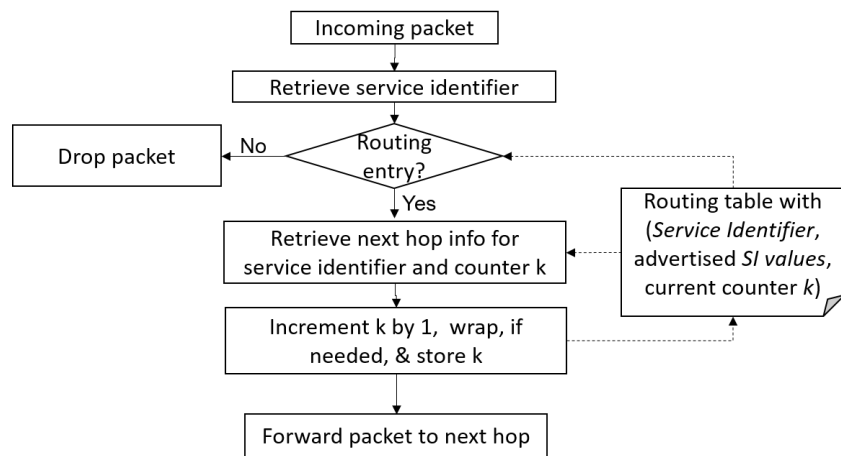 Incoming packet
Retrieve service identifier
Routing
entry?
No
Drop packet
Yes
Routing table with
(Service Identifier,
advertised SI values,
current counter k)
Retrieve next hop info for
service identifier and counter k
Increment k by 1, wrap, if
needed, & store k
Forward packet to next hop